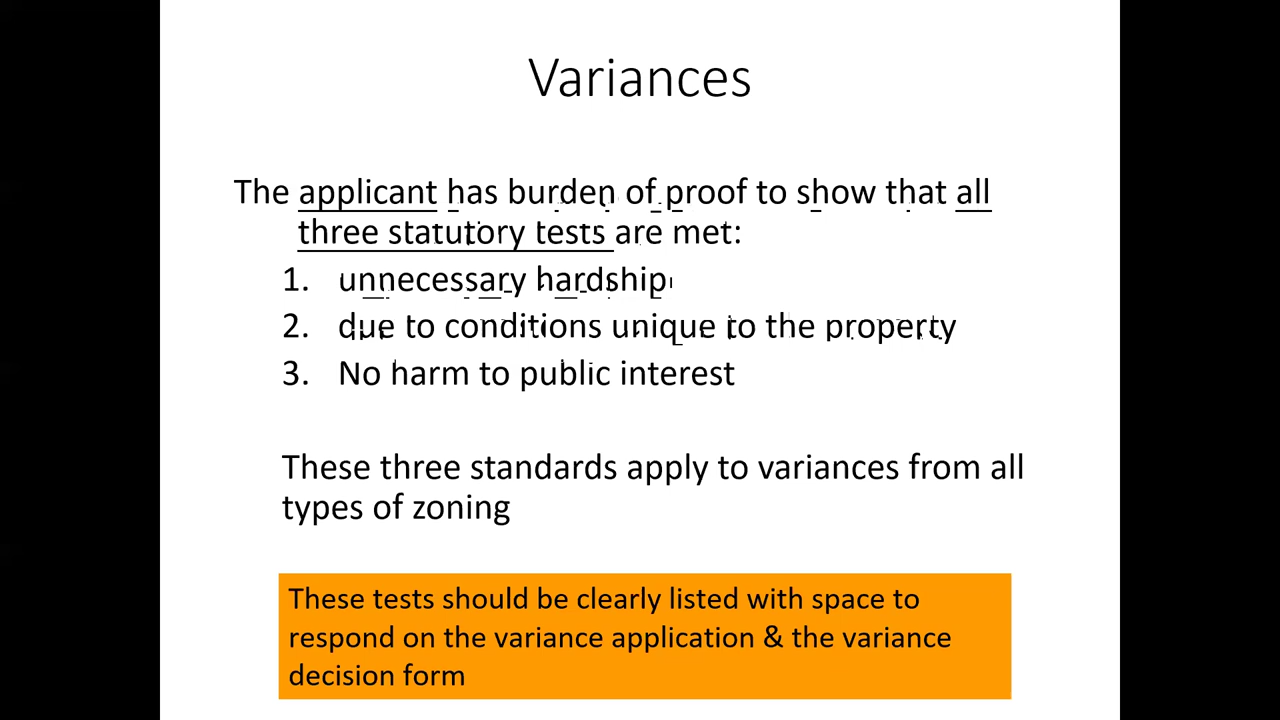 Variances
The applicant has burden of proof to show that all
three statutory tests are met:
1. unnecessary hardship
2. due to conditions unique to the property
3. No harm to public interest
These three standards apply to variances from all
types of zoning
These tests should be clearly listed with space to
respond on the variance application & the variance
decision form